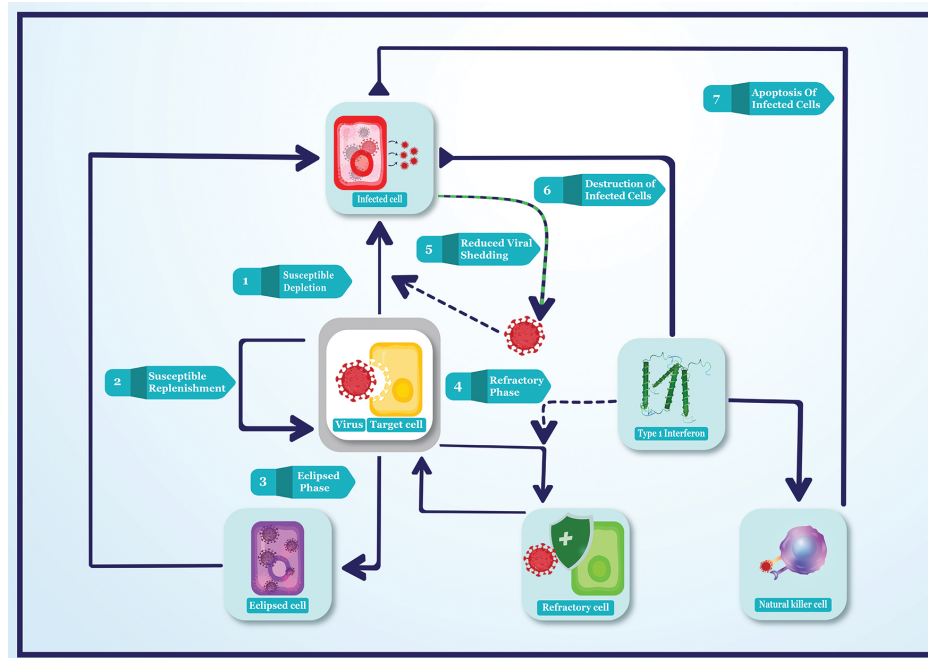 7
Apoptosis Of
Infected Cells
Infected cell
6
Destruction of
Infected Cells
5
Reduced Viral
Shedding
1
Susceptible
Depletion
2
Susceptible
Replenishment
4
Refractory
Phase
Virus
Target cell
Type 1 Interferon
3
Eclipsed
Phase
Eclipsed cell
Refractory cell
Natural killer cell